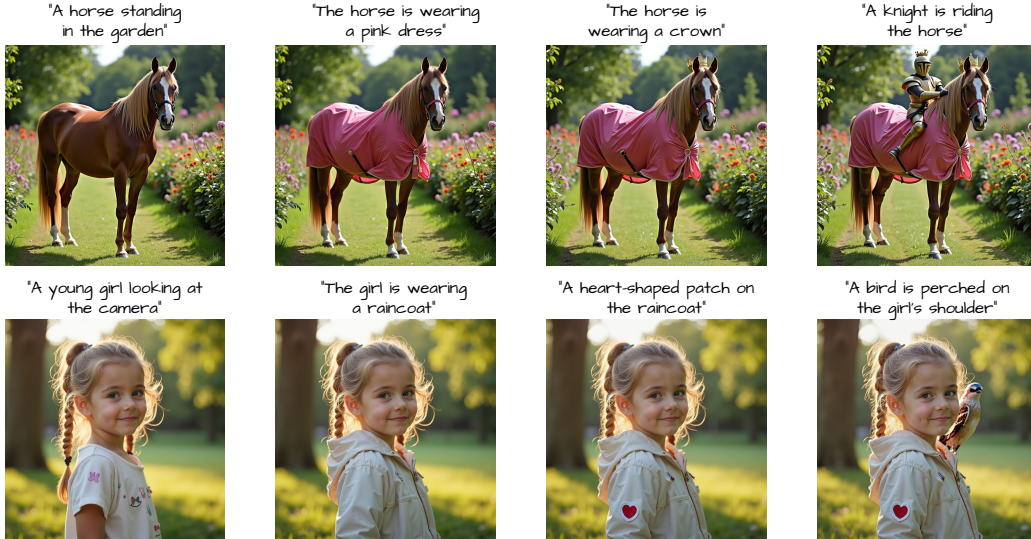 "A horse standing
in the garden"
"The horse is wearing
a pink dress"
"The horse is
wearing a crown"
"A knight is riding
the horse"
"A young girl looking at
the camera"
"The girl is wearing
a raincoat"
"A heart-shaped patch on
the raincoat"
"A bird is perched on
the girl's shoulder"